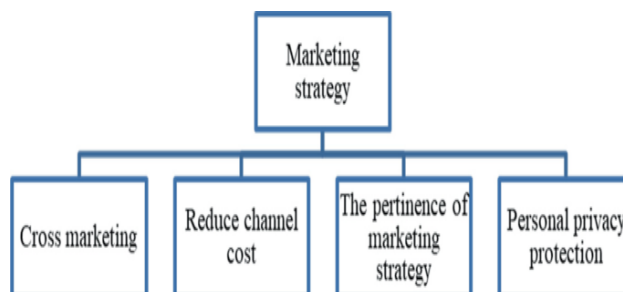 Marketing
strategy
Cross marketing
Reduce channel
cost
The pertinence of
marketing
strategy
Personal privacy
protection